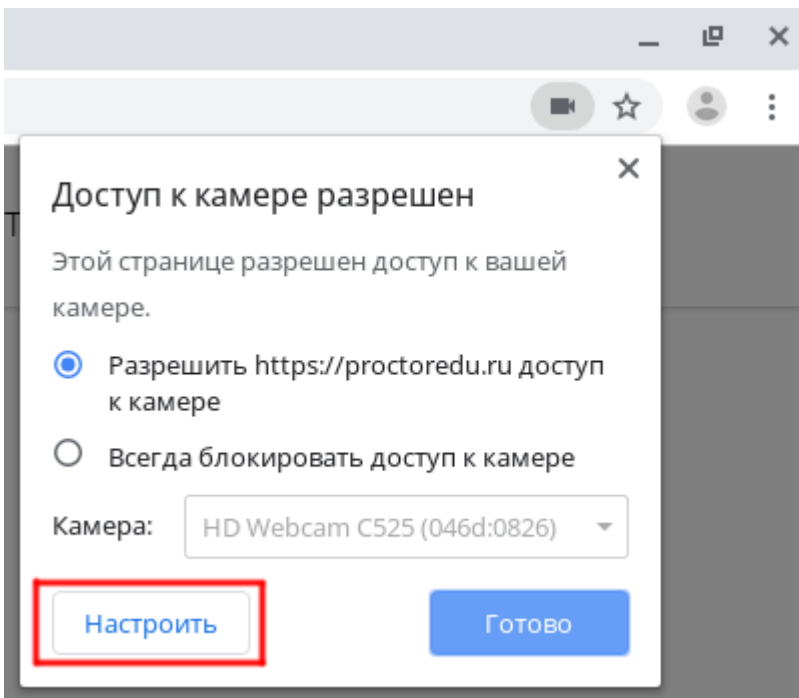 Т
Доступ к камере разрешен
Этой странице разрешен доступ к вашей
камере.
Разрешить https://proctoredu.ru доступ
к камере
Всегда блокировать доступ к камере
Камера: HD Webcam C525 (046d:0826)
Настроить Готово